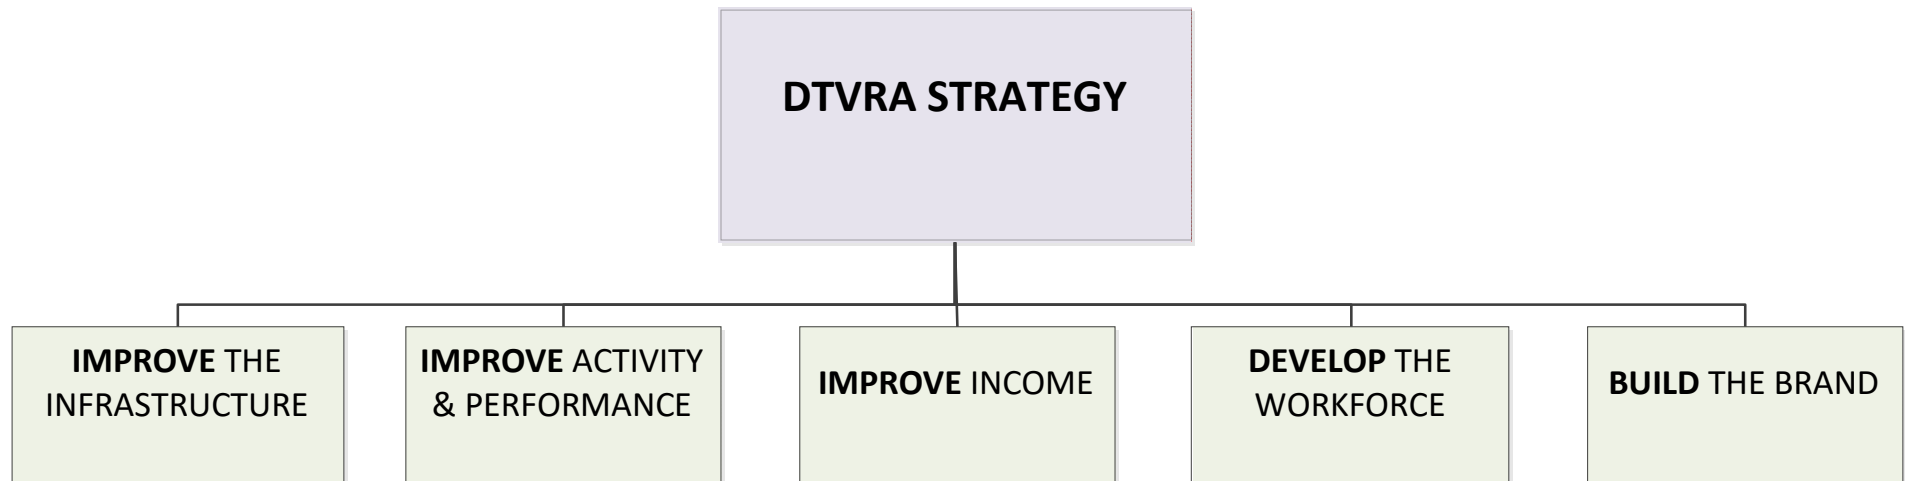 DTVRA STRATEGY
IMPROVE THE
INFRASTRUCTURE
IMPROVE ACTIVITY
& PERFORMANCE
IMPROVE INCOME
DEVELOP THE
WORKFORCE
BUILD THE BRAND